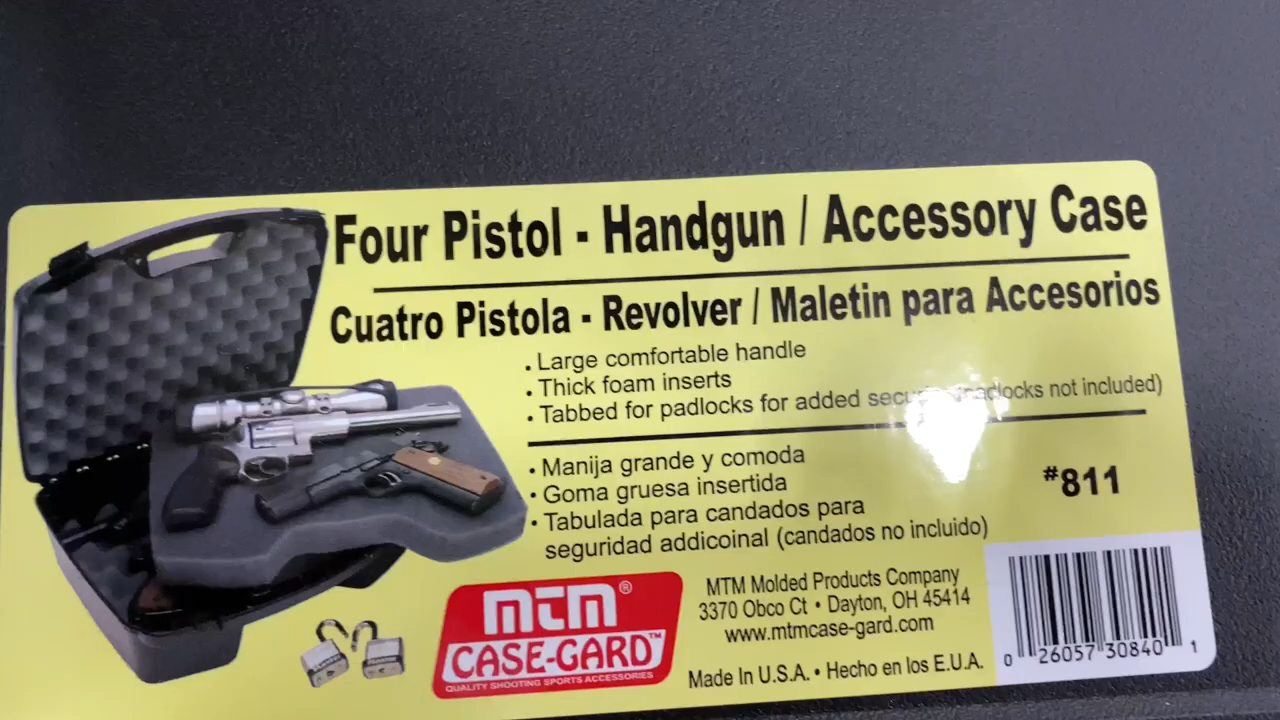 Four Pistol - Handgun / Accessory Case
Cuatro Pistola - Revolver / Maletin para Accesorios
• Large comfortable handle
• Thick foam inserts
• Tabbed for padlocks for added (padlocks not included)
• Manija grande y comoda
• Goma gruesa insertida
• Tabulada para candados para
seguridad addicoinal (candados no incluido)
#811
mtm®
CASE-GARD™
QUALITY SHOOTING SPORTS ACCESSORIES
MTM Molded Products Company
3370 Obco Ct • Dayton, OH 45414
www.mtmcase-gard.com
Made In U.S.A. • Hecho en los E.U.A.
0 26057 30840 1